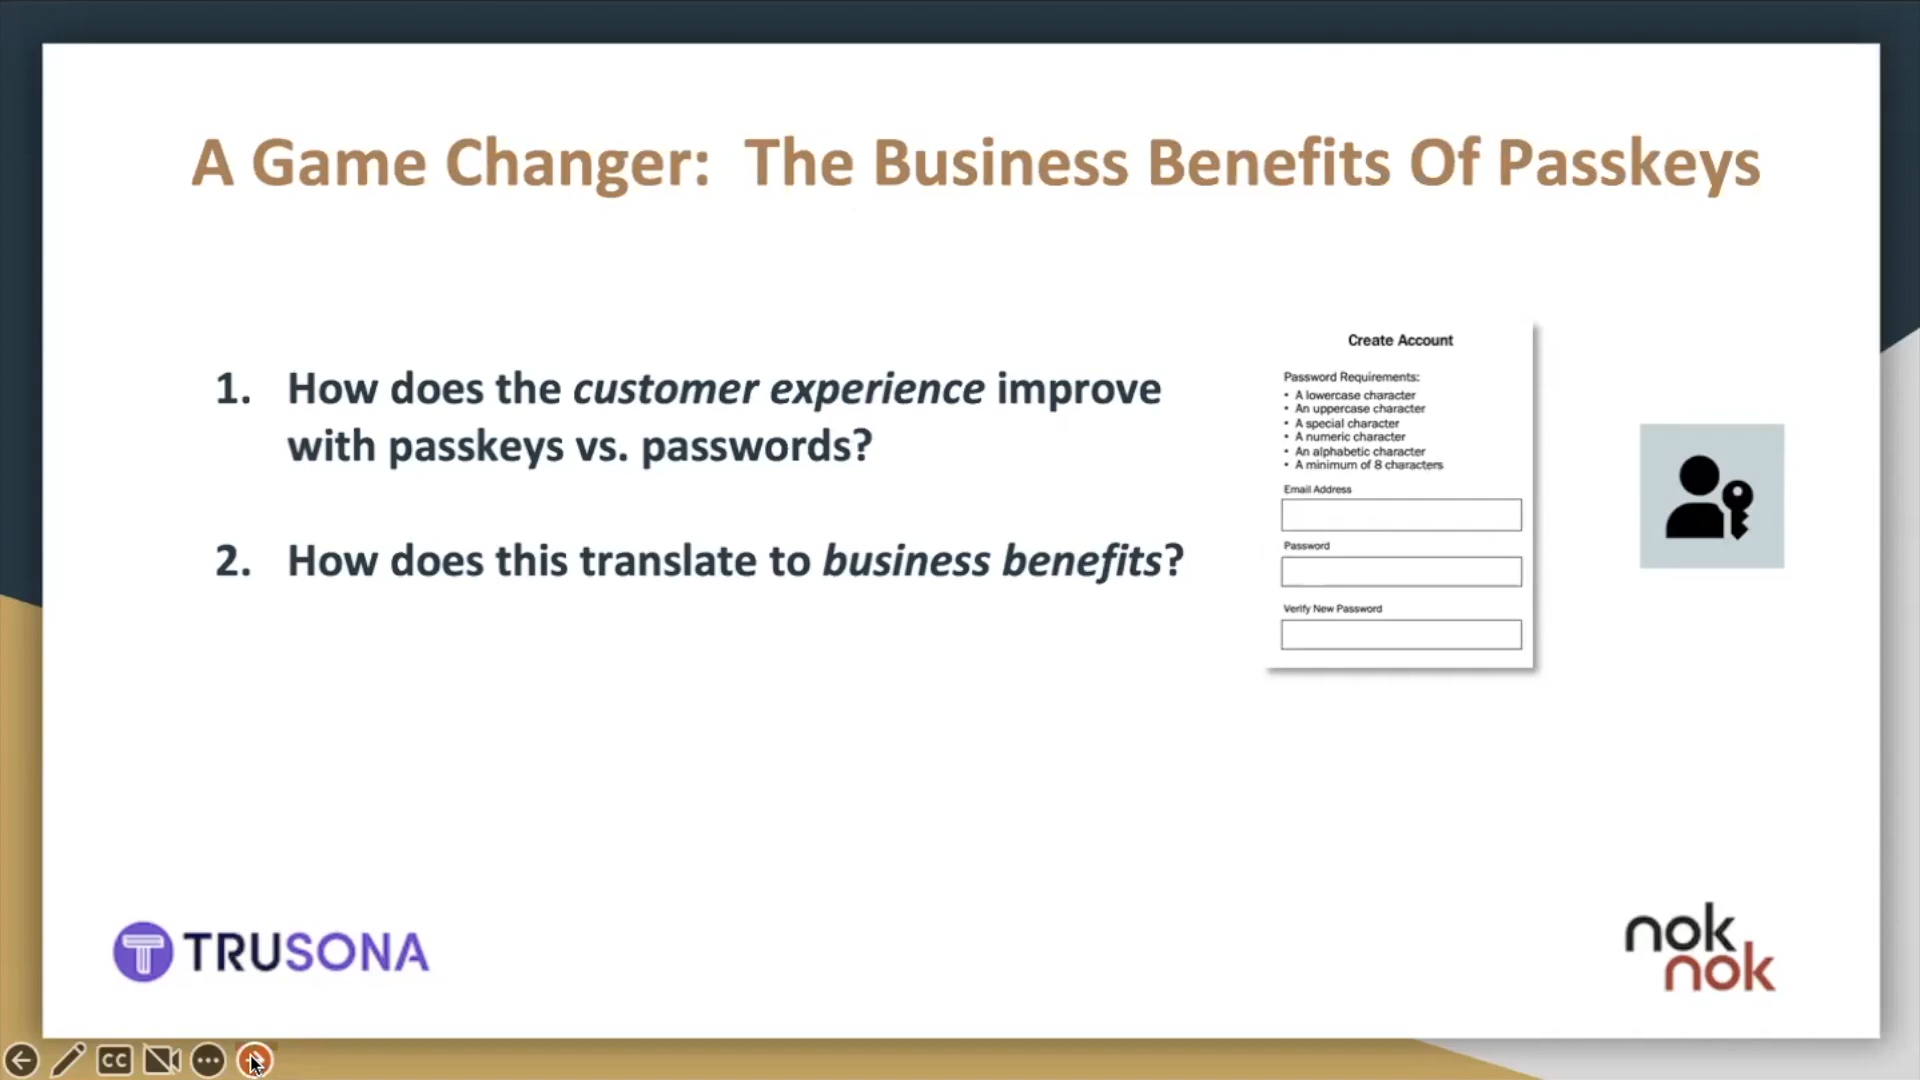 A Game Changer:  The Business Benefits Of Passkeys
1. How does the customer experience improve
with passkeys vs. passwords?
2. How does this translate to business benefits?
Create Account
Password Requirements:
• A lowercase character
• An uppercase character
• A special character
• A numeric character
• An alphabetic character
• A minimum of 8 characters
Email Address
Password
Verify New Password
TRUSONA
nok
nok
CC